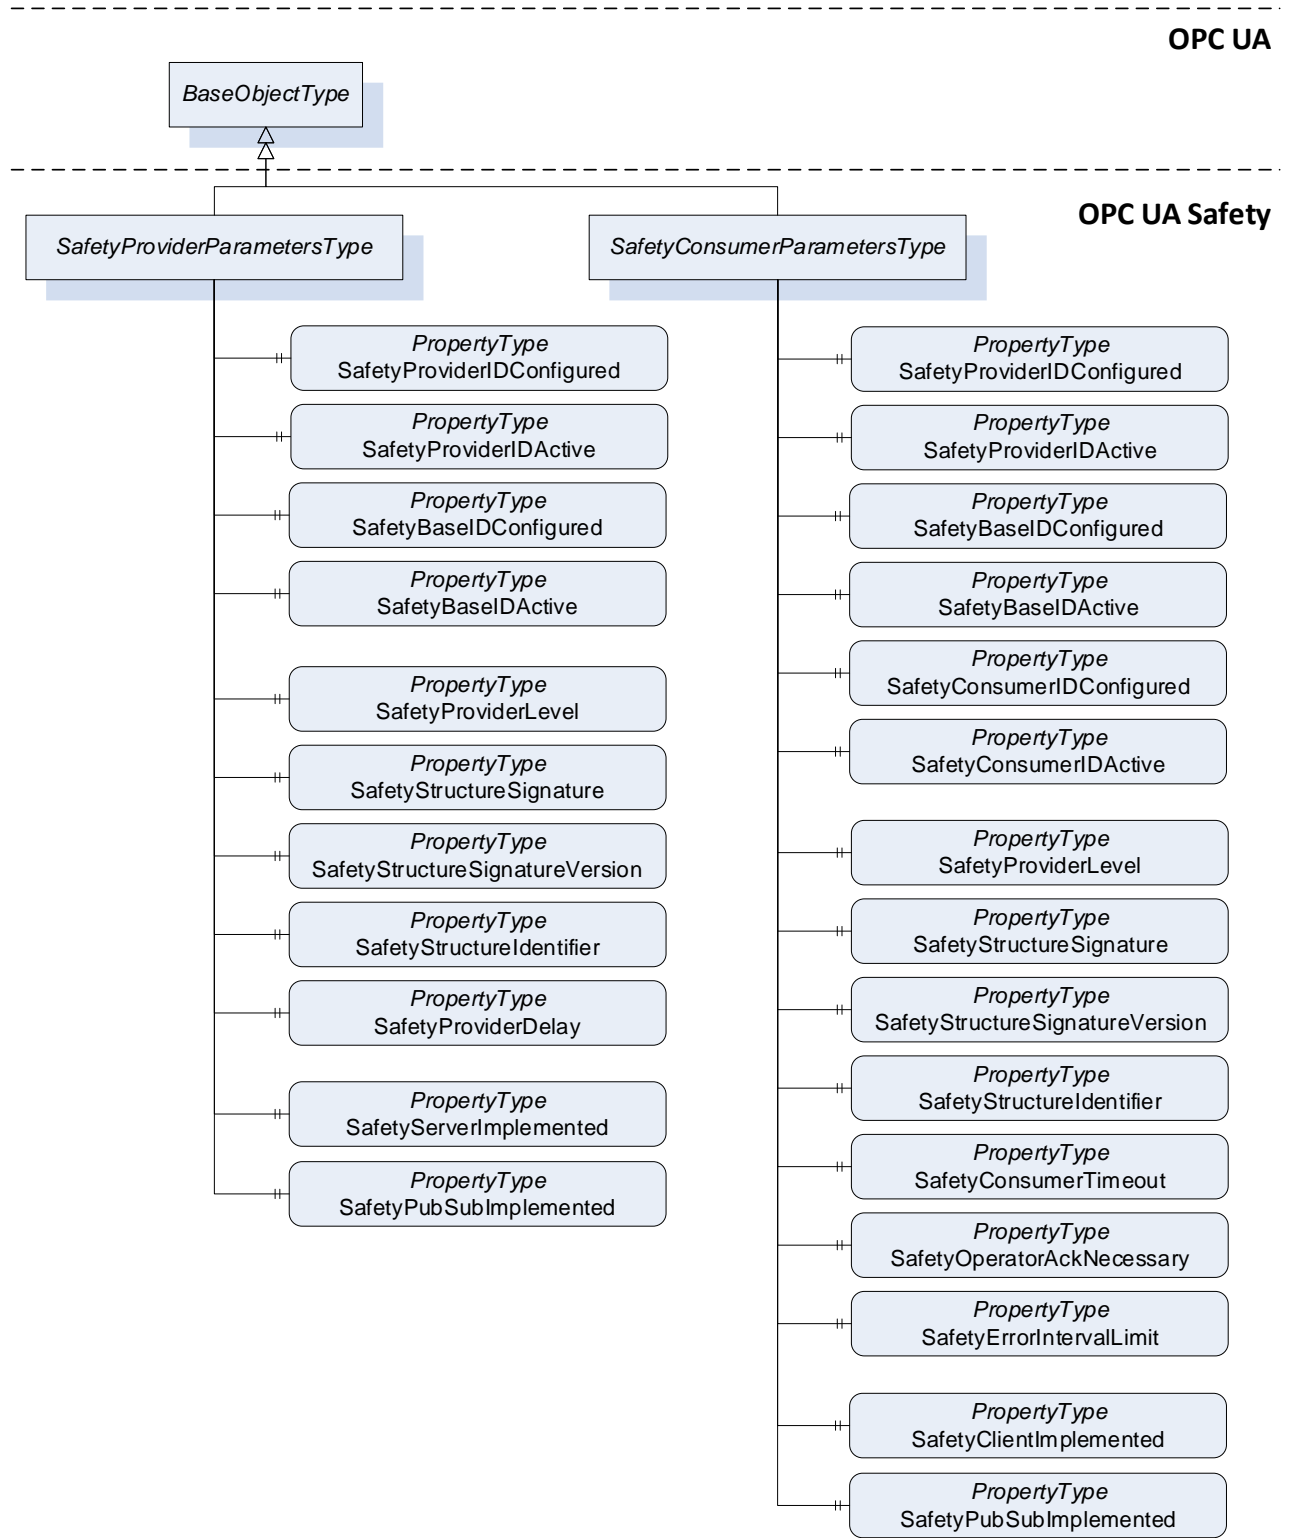 OPC UA
BaseObjectType
OPC UA Safety
SafetyProviderParametersType
PropertyType
SafetyProviderIDConfigured
PropertyType
SafetyProviderIDActive
PropertyType
SafetyBaseIDConfigured
PropertyType
SafetyBaseIDActive
PropertyType
SafetyProviderLevel
PropertyType
SafetyStructureSignature
PropertyType
SafetyStructureSignatureVersion
PropertyType
SafetyStructureIdentifier
PropertyType
SafetyProviderDelay
PropertyType
SafetyServerImplemented
PropertyType
SafetyPubSubImplemented
SafetyConsumerParametersType
PropertyType
SafetyProviderIDConfigured
PropertyType
SafetyProviderIDActive
PropertyType
SafetyBaseIDConfigured
PropertyType
SafetyBaseIDActive
PropertyType
SafetyConsumerIDConfigured
PropertyType
SafetyConsumerIDActive
PropertyType
SafetyProviderLevel
PropertyType
SafetyStructureSignature
PropertyType
SafetyStructureSignatureVersion
PropertyType
SafetyStructureIdentifier
PropertyType
SafetyConsumerTimeout
PropertyType
SafetyOperatorAckNecessary
PropertyType
SafetyErrorIntervalLimit
PropertyType
SafetyClientImplemented
PropertyType
SafetyPubSubImplemented